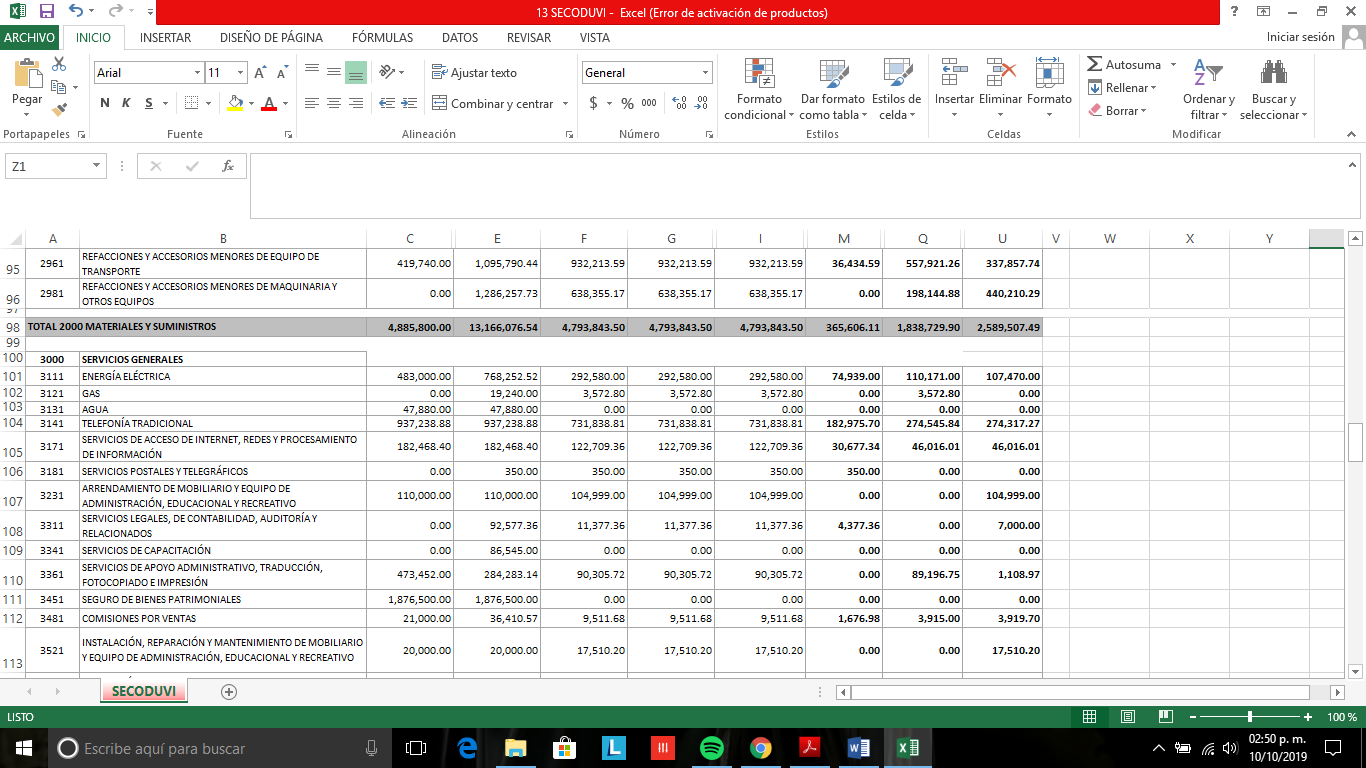 13 SECODUVI - Excel (Error de activación de productos)
ARCHIVO INICIO INSERTAR DISEÑO DE PÁGINA FÓRMULAS DATOS REVISAR VISTA Iniciar sesión
Pegar
Portapapeles
Arial 11
N K S
Fuente
Ajustar texto
Combinar y centrar
Alineación
General
$ % 000
Número
Formato condicional
Dar formato como tabla
Estilos de celda
Estilos
Insertar Eliminar Formato
Celdas
Autosuma
Rellenar
Borrar
Ordenar y filtrar
Buscar y seleccionar
Modificar
Z1 fx
A B C E F G I M Q U V W X Y
95 2961 REFACCIONES Y ACCESORIOS MENORES DE EQUIPO DE TRANSPORTE 419,740.00 1,095,790.44 932,213.59 932,213.59 932,213.59 36,434.59 557,921.26 337,857.74
96 2981 REFACCIONES Y ACCESORIOS MENORES DE MAQUINARIA Y OTROS EQUIPOS 0.00 1,286,257.73 638,355.17 638,355.17 638,355.17 0.00 198,144.88 440,210.29
97
98 TOTAL 2000 MATERIALES Y SUMINISTROS 4,885,800.00 13,166,076.54 4,793,843.50 4,793,843.50 4,793,843.50 365,606.11 1,838,729.90 2,589,507.49
99
100 3000 SERVICIOS GENERALES
101 3111 ENERGÍA ELÉCTRICA 483,000.00 768,252.52 292,580.00 292,580.00 292,580.00 74,939.00 110,171.00 107,470.00
102 3121 GAS 0.00 19,240.00 3,572.80 3,572.80 3,572.80 0.00 3,572.80 0.00
103 3131 AGUA 47,880.00 47,880.00 0.00 0.00 0.00 0.00 0.00 0.00
104 3141 TELEFONÍA TRADICIONAL 937,238.88 937,238.88 731,838.81 731,838.81 731,838.81 182,975.70 274,545.84 274,317.27
105 3171 SERVICIOS DE ACCESO DE INTERNET, REDES Y PROCESAMIENTO DE INFORMACIÓN 182,468.40 182,468.40 122,709.36 122,709.36 122,709.36 30,677.34 46,016.01 46,016.01
106 3181 SERVICIOS POSTALES Y TELEGRÁFICOS 0.00 350.00 350.00 350.00 350.00 350.00 0.00 0.00
107 3231 ARRENDAMIENTO DE MOBILIARIO Y EQUIPO DE ADMINISTRACIÓN, EDUCACIONAL Y RECREATIVO 110,000.00 110,000.00 104,999.00 104,999.00 104,999.00 0.00 0.00 104,999.00
108 3311 SERVICIOS LEGALES, DE CONTABILIDAD, AUDITORÍA Y RELACIONADOS 0.00 92,577.36 11,377.36 11,377.36 11,377.36 4,377.36 0.00 7,000.00
109 3341 SERVICIOS DE CAPACITACIÓN 0.00 86,545.00 0.00 0.00 0.00 0.00 0.00 0.00
110 3361 SERVICIOS DE APOYO ADMINISTRATIVO, TRADUCCIÓN, FOTOCOPIADO E IMPRESIÓN 473,452.00 284,283.14 90,305.72 90,305.72 90,305.72 0.00 89,196.75 1,108.97
111 3451 SEGURO DE BIENES PATRIMONIALES 1,876,500.00 1,876,500.00 0.00 0.00 0.00 0.00 0.00 0.00
112 3481 COMISIONES POR VENTAS 21,000.00 36,410.57 9,511.68 9,511.68 9,511.68 1,676.98 3,915.00 3,919.70
113 3521 INSTALACIÓN, REPARACIÓN Y MANTENIMIENTO DE MOBILIARIO Y EQUIPO DE ADMINISTRACIÓN, EDUCACIONAL Y RECREATIVO 20,000.00 20,000.00 17,510.20 17,510.20 17,510.20 0.00 0.00 17,510.20
SECODUVI
LISTO 100 %
Escribe aquí para buscar
02:50 p. m.
10/10/2019